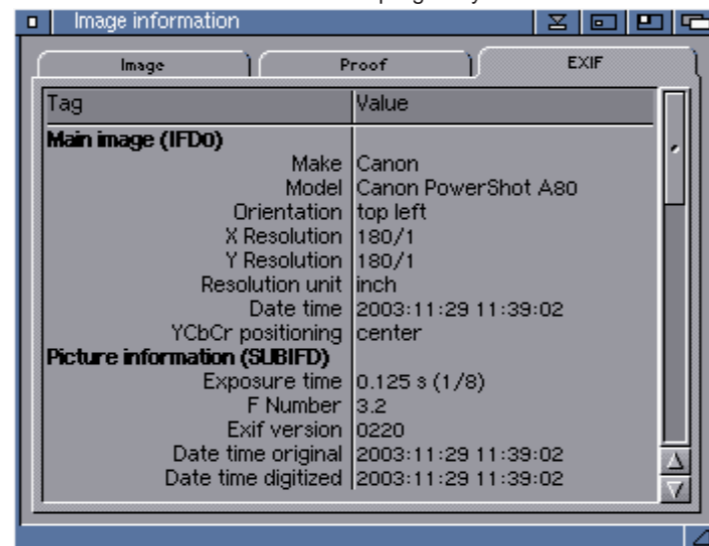 Image information
Image Proof EXIF
Tag Value
Main image (IFD0)
Make Canon
Model Canon PowerShot A80
Orientation top left
X Resolution 180/1
Y Resolution 180/1
Resolution unit inch
Date time 2003:11:29 11:39:02
YCbCr positioning center
Picture information (SUBIFD)
Exposure time 0.125 s (1/8)
F Number 3.2
Exif version 0220
Date time original 2003:11:29 11:39:02
Date time digitized 2003:11:29 11:39:02